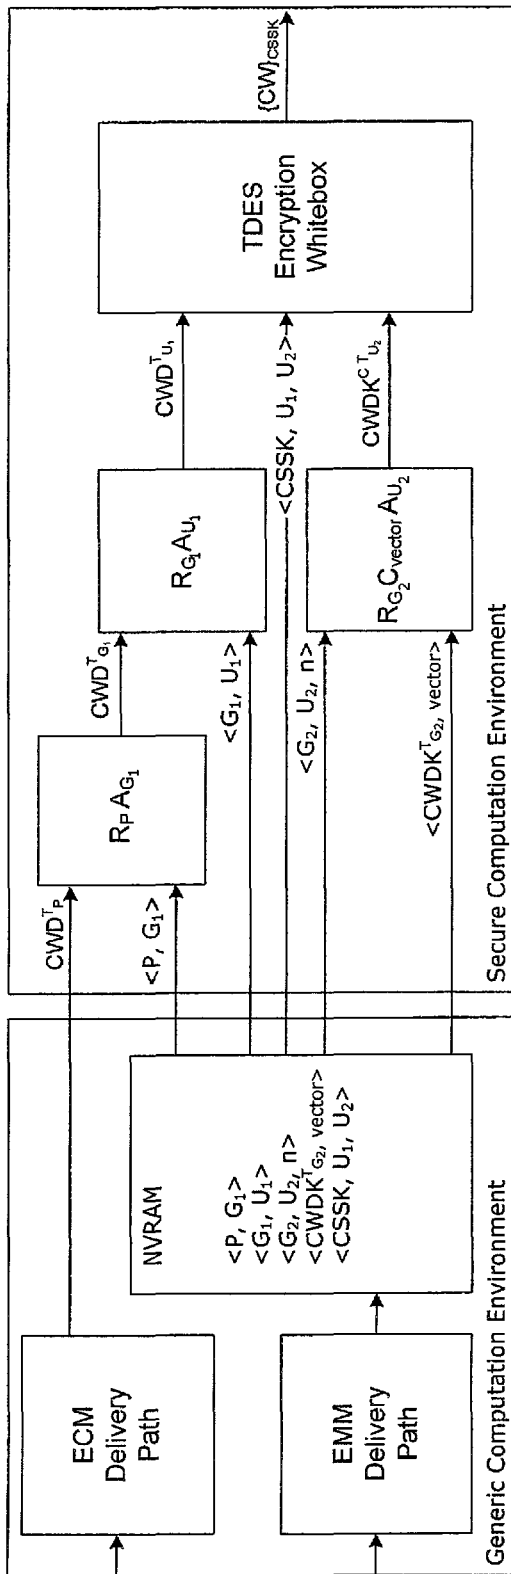 ECM
Delivery
Path
EMM
Delivery
Path
Generic Computation Environment
NVRAM
<P, G₁>
<G₁, U₁>
<G₂, U₂, n>
<CWDKᵀG₂, vector>
<CSSK, U₁, U₂>
CWDᵀP
<P, G₁>
RPAG₁
CWDᵀG₁
<G₁, U₁>
RG₁AU₁
CWDᵀU₁
<CSSK, U₁, U₂>
<G₂, U₂, n>
<CWDKᵀG₂, vector>
RG₂CvectorAU₂
CWDKᶜ ᵀU₂
TDES
Encryption
Whitebox
{CW}CSSK
Secure Computation Environment